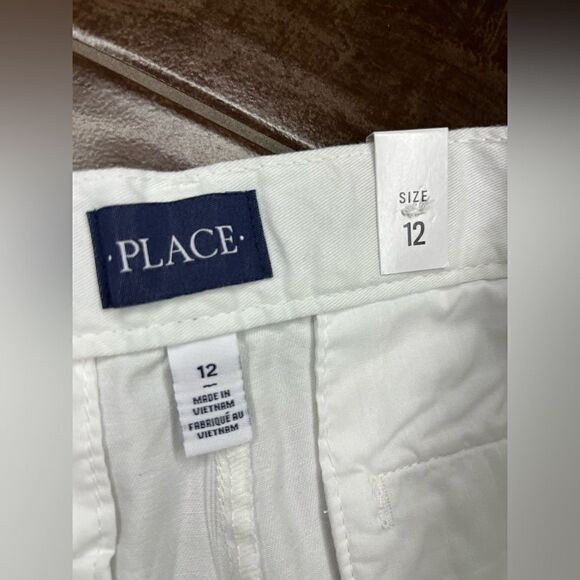 ·PLACE·
SIZE
12
12
MADE IN
VIETNAM
FABRIQUÉ AU
VIETNAM